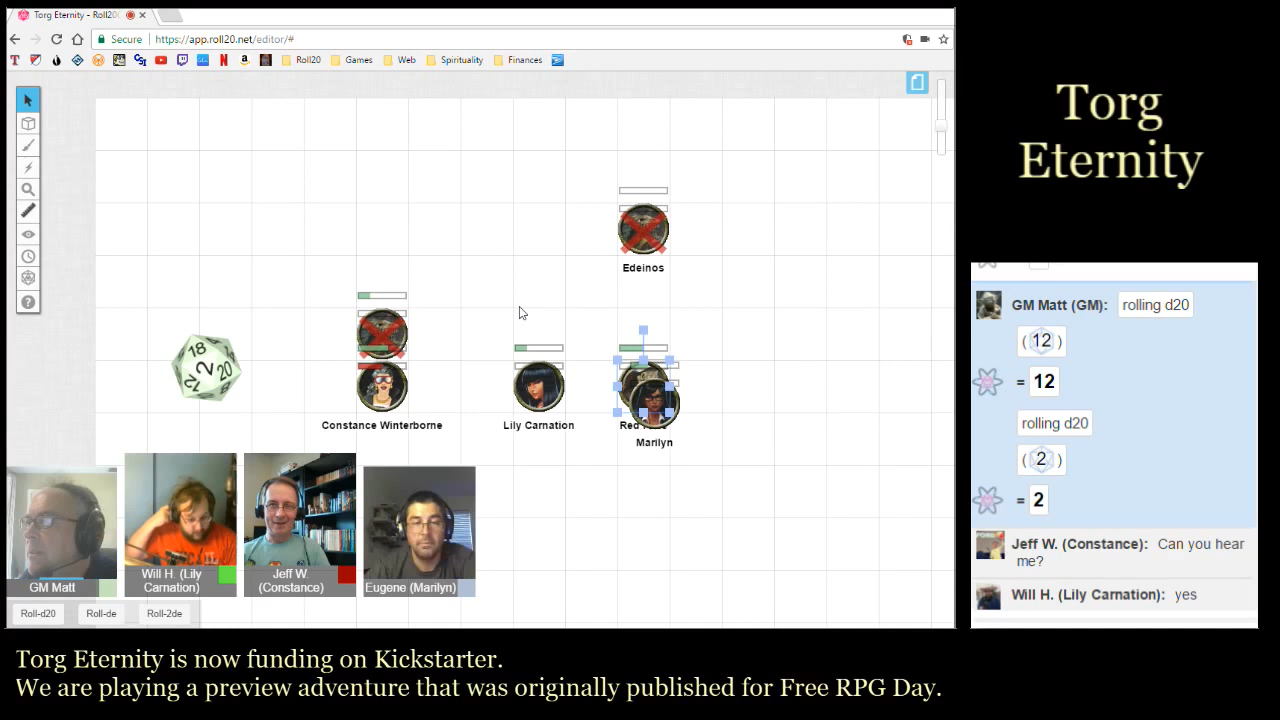 Torg Eternity - Roll20
Secure
https://app.roll20.net/editor/#
Roll20
Games
Web
Spirituality
Finances
Edeinos
Constance Winterborne
Lily Carnation
Marilyn
18
2
20
12
GM Matt
Will H. (Lily
Carnation)
Jeff W.
(Constance)
Eugene (Marilyn)
Roll-d20
Roll-de
Roll-2de
Torg
Eternity
GM Matt (GM): rolling d20
(12)
= 12
rolling d20
(2)
= 2
Jeff W. (Constance): Can you hear
me?
Will H. (Lily Carnation): yes
Torg Eternity is now funding on Kickstarter.
We are playing a preview adventure that was originally published for Free RPG Day.